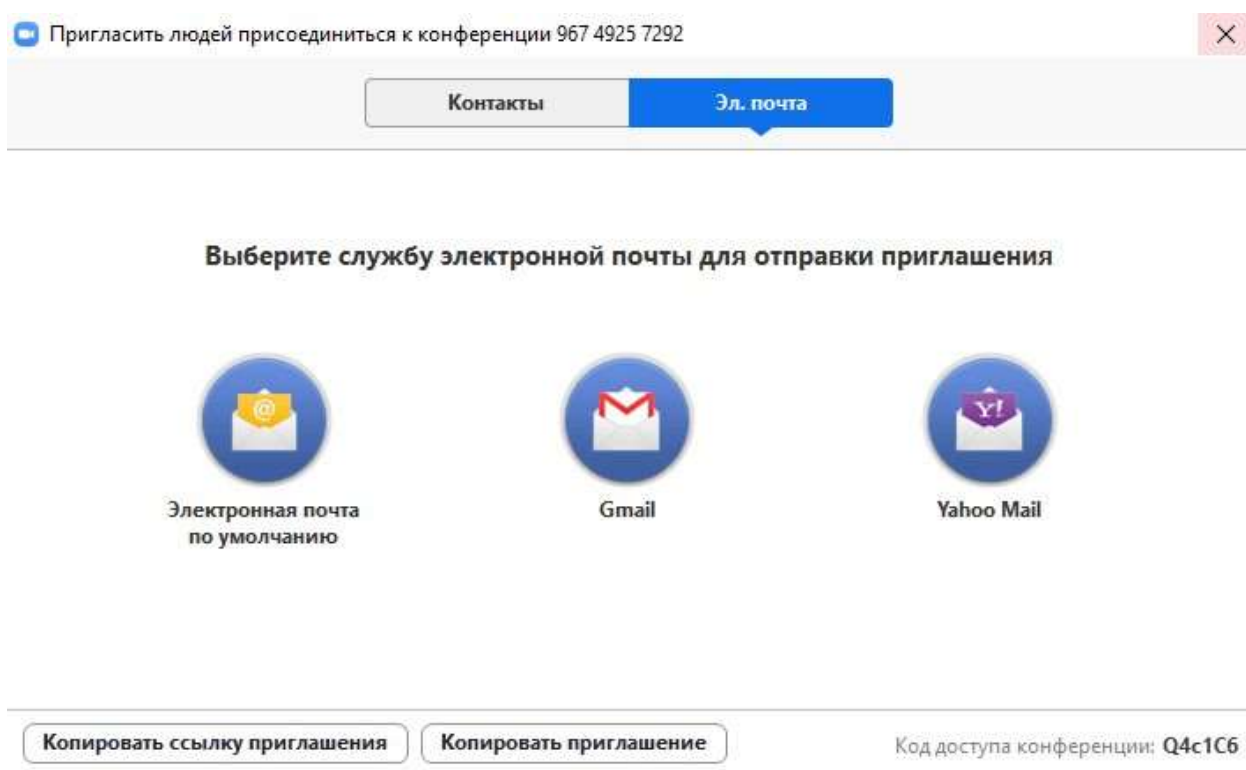 Пригласить людей присоединиться к конференции 967 4925 7292
Контакты
Эл. почта
Выберите службу электронной почты для отправки приглашения
@
Y!
Электронная почта
по умолчанию
Gmail
Yahoo Mail
Копировать ссылку приглашения
Копировать приглашение
Код доступа конференции: Q4c1C6